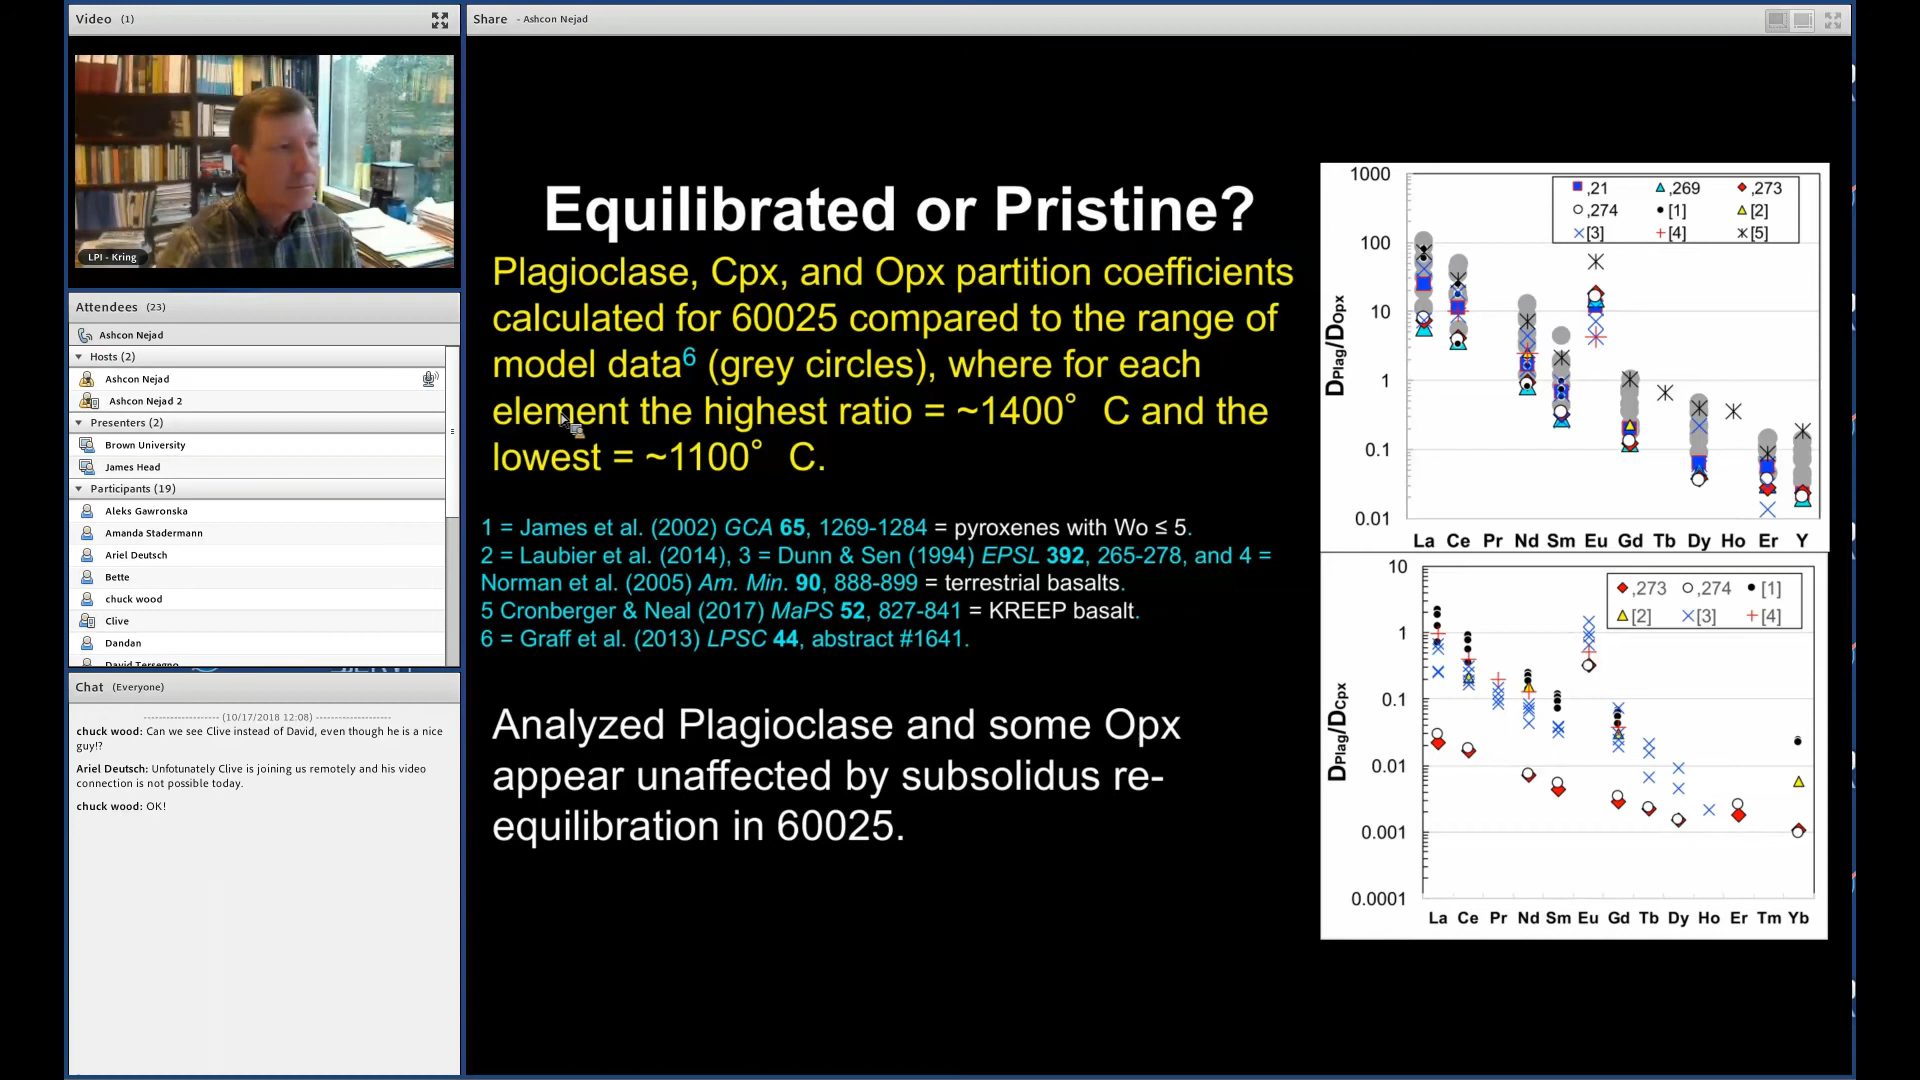 Video (1)
LPI - Kring
Attendees (23)
Ashcon Nejad
Hosts (2)
Ashcon Nejad
Ashcon Nejad 2
Presenters (2)
Brown University
James Head
Participants (19)
Aleks Gawronska
Amanda Stadermann
Ariel Deutsch
Bette
chuck wood
Clive
Dandan
David Tersegno
Chat (Everyone)
-------------------- (10/17/2018 12:08) --------------------
chuck wood: Can we see Clive instead of David, even though he is a nice
guy!?
Ariel Deutsch: Unfotunately Clive is joining us remotely and his video
connection is not possible today.
chuck wood: OK!
Share - Ashcon Nejad
Equilibrated or Pristine?
Plagioclase, Cpx, and Opx partition coefficients
calculated for 60025 compared to the range of
model data6 (grey circles), where for each
element the highest ratio = ~1400° C and the
lowest = ~1100° C.
1 = James et al. (2002) GCA 65, 1269-1284 = pyroxenes with Wo ≤ 5.
2 = Laubier et al. (2014), 3 = Dunn & Sen (1994) EPSL 392, 265-278, and 4 =
Norman et al. (2005) Am. Min. 90, 888-899 = terrestrial basalts.
5 Cronberger & Neal (2017) MaPS 52, 827-841 = KREEP basalt.
6 = Graff et al. (2013) LPSC 44, abstract #1641.
Analyzed Plagioclase and some Opx
appear unaffected by subsolidus re-
equilibration in 60025.
DPlag/DOpx
1000
100
10
1
0.1
0.01
,21 ,269 ,273
,274 [1] [2]
[3] [4] [5]
La Ce Pr Nd Sm Eu Gd Tb Dy Ho Er Y
DPlag/DCpx
10
1
0.1
0.01
0.001
0.0001
,273 ,274 [1]
[2] [3] [4]
La Ce Pr Nd Sm Eu Gd Tb Dy Ho Er Tm Yb